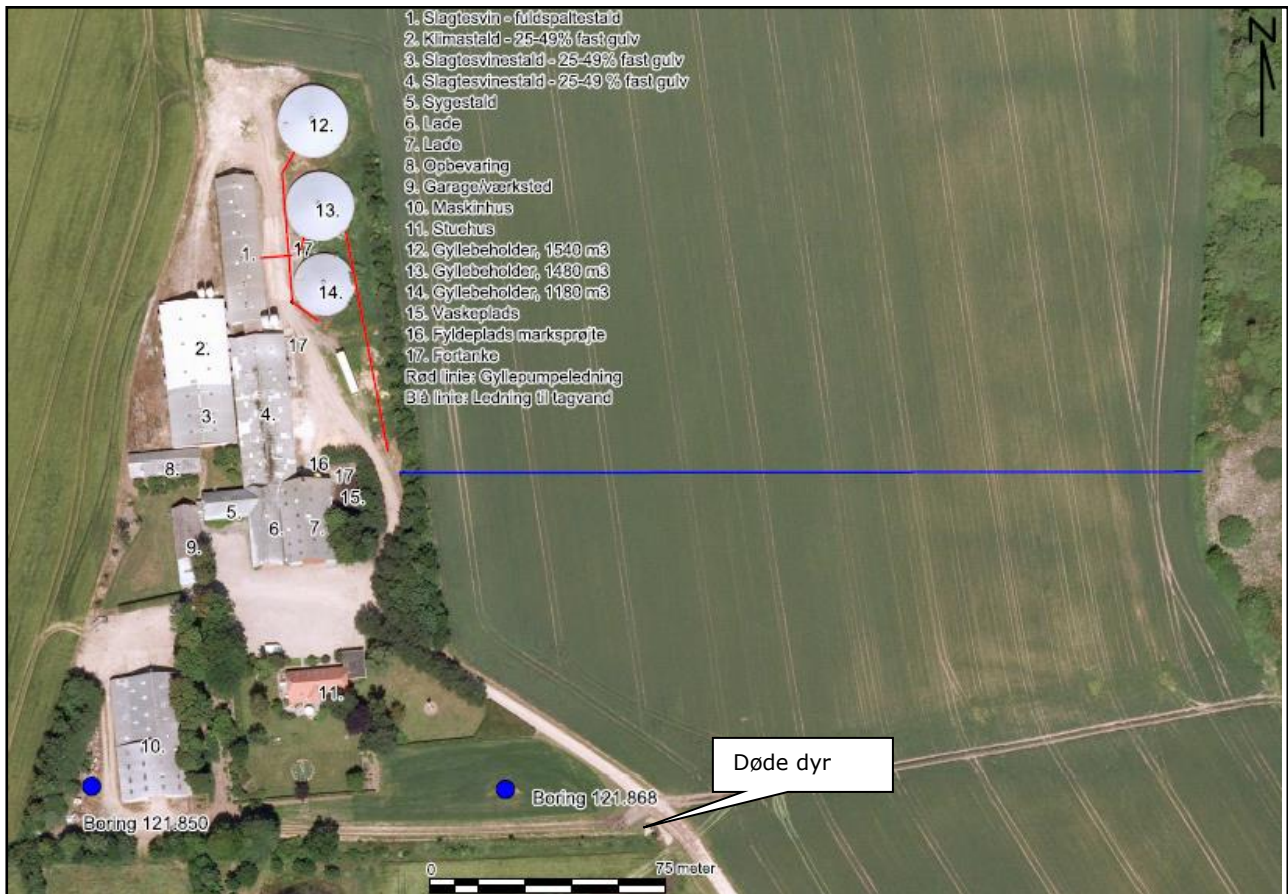 1. Slagtesvin - fuldspaltestald
2. Klimastald - 25-49% fast gulv
3. Slagtesvinestald - 25-49% fast gulv
4. Slagtesvinestald - 25-49 % fast gulv
5. Sygestald
6. Lade
7. Lade
8. Opbevaring
9. Garage/værksted
10. Maskinhus
11. Stuehus
12. Gyllebeholder, 1540 m3
13. Gyllebeholder, 1480 m3
14. Gyllebeholder, 1180 m3
15. Vaskeplads
16. Fyldeplads marksprøjte
17. Fortanke
Rød linie: Gyllepumpeledning
Blå linie: Ledning til tagvand
N
12.
13.
17
1.
14.
17
2.
3.
4.
8.
16
17
15.
5.
6.
7.
9.
11.
10.
Døde dyr
Boring 121.868
Boring 121.850
0
75 meter